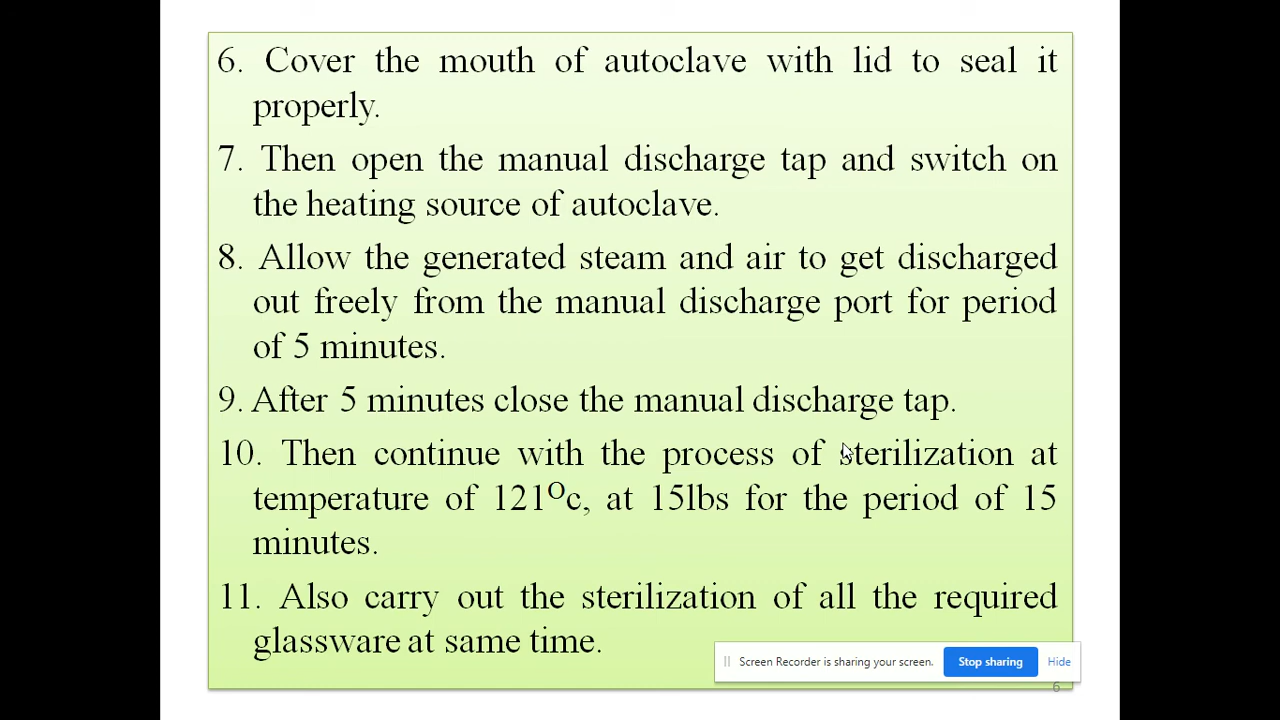 6. Cover the mouth of autoclave with lid to seal it
properly.
7. Then open the manual discharge tap and switch on
the heating source of autoclave.
8. Allow the generated steam and air to get discharged
out freely from the manual discharge port for period
of 5 minutes.
9. After 5 minutes close the manual discharge tap.
10. Then continue with the process of sterilization at
temperature of 121ᴼc, at 15lbs for the period of 15
minutes.
11. Also carry out the sterilization of all the required
glassware at same time.
Screen Recorder is sharing your screen. Stop sharing Hide
6